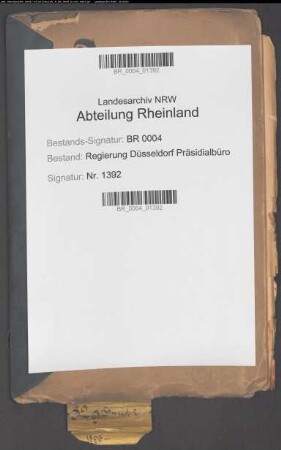 BR_0004_01392
Landesarchiv NRW
Abteilung Rheinland
Bestands-Signatur: BR 0004
Bestand: Regierung Düsseldorf Präsidialbüro
Signatur: Nr. 1392
BR_0004_01392